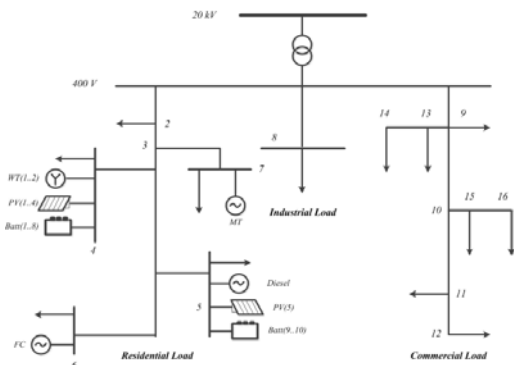 20 kV
400 V
2
3
14
13
9
8
7
WT(1..2)
PV(1..4)
Batt(1..8)
4
MT
Industrial Load
10
15
16
5
Diesel
PV(5)
Batt(9..10)
11
FC
6
Residential Load
12
Commercial Load